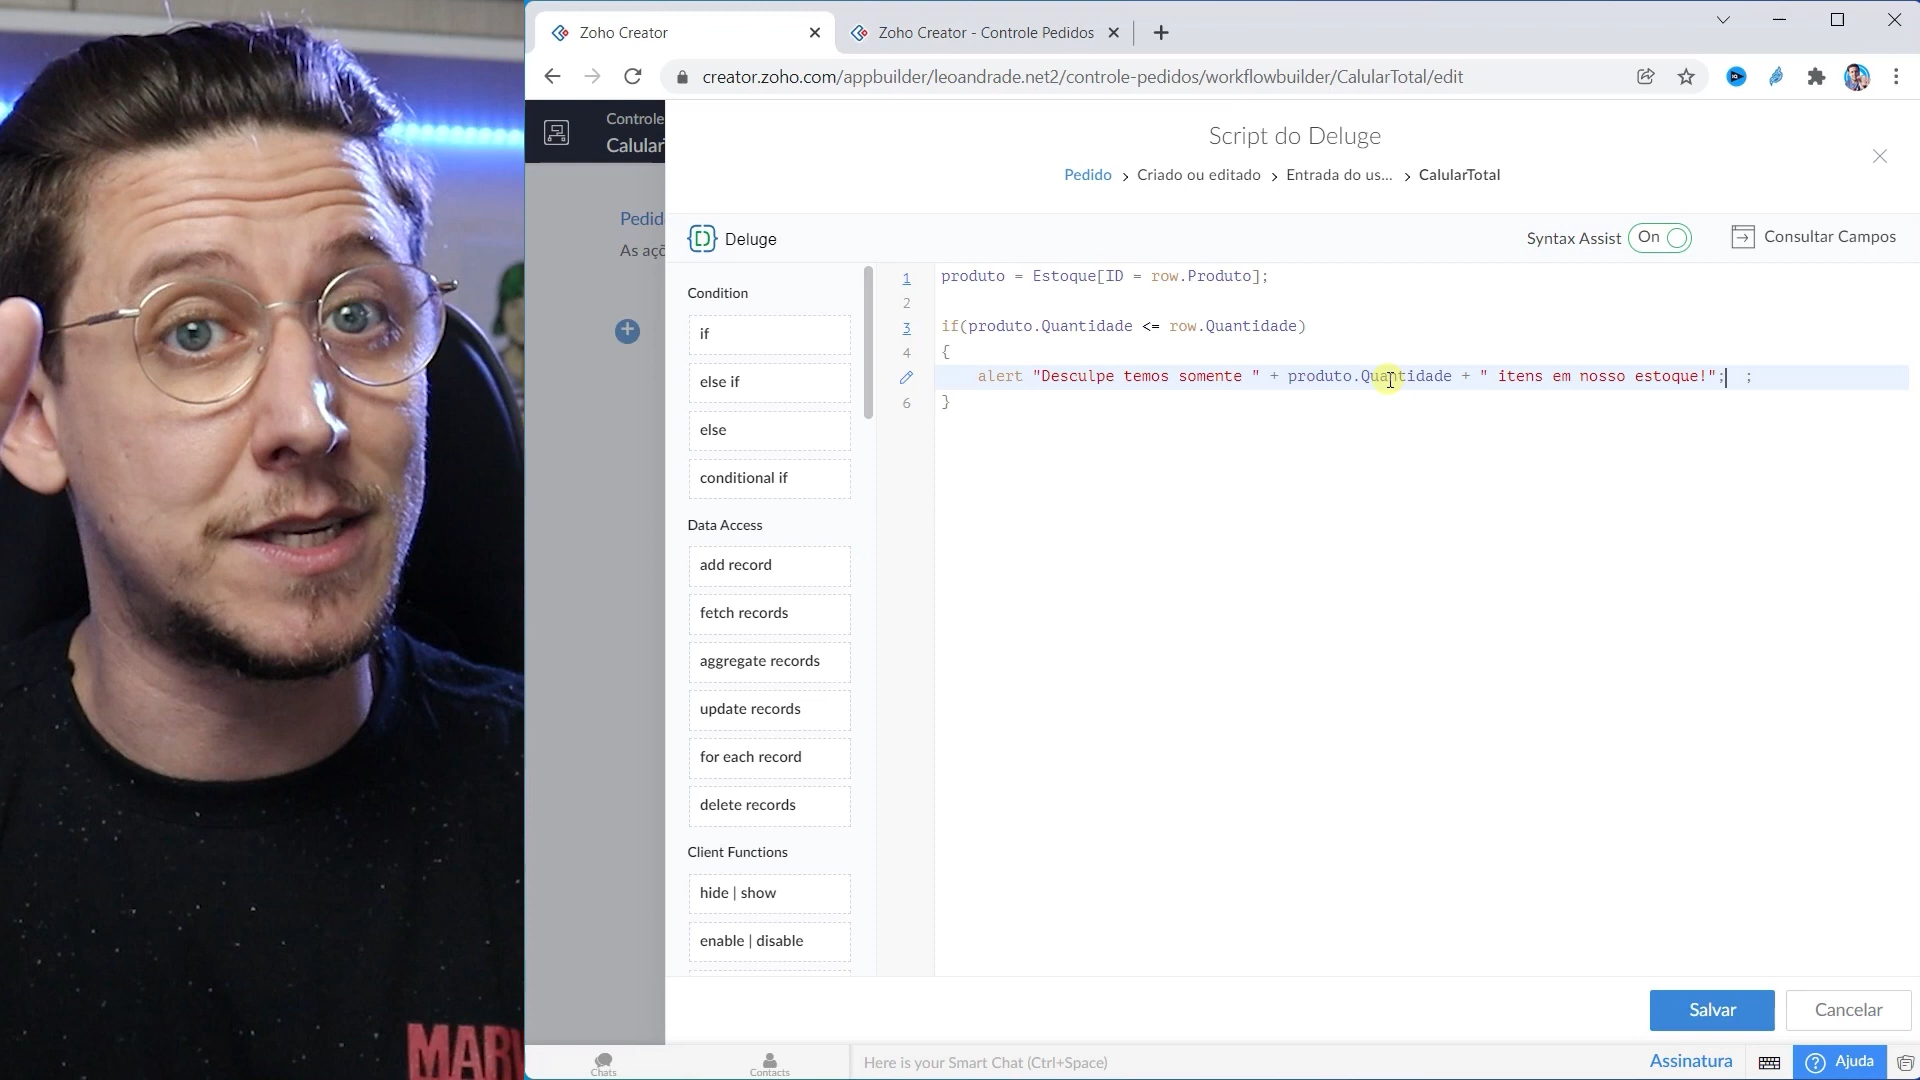 Zoho Creator
Zoho Creator - Controle Pedidos
creator.zoho.com/appbuilder/leoandrade.net2/controle-pedidos/workflowbuilder/CalularTotal/edit
Controle
Calular
Script do Deluge
Pedido > Criado ou editado > Entrada do us... > CalularTotal
Pedid
As açõ
Deluge
Syntax Assist On
Consultar Campos
Condition
if
else if
else
conditional if
Data Access
add record
fetch records
aggregate records
update records
for each record
delete records
Client Functions
hide | show
enable | disable
1 produto = Estoque[ID = row.Produto];
2
3 if(produto.Quantidade <= row.Quantidade)
4 {
alert "Desculpe temos somente " + produto.Quantidade + " itens em nosso estoque!"; ;
6 }
Salvar
Cancelar
Chats
Contacts
Here is your Smart Chat (Ctrl+Space)
Assinatura
Ajuda
MAR